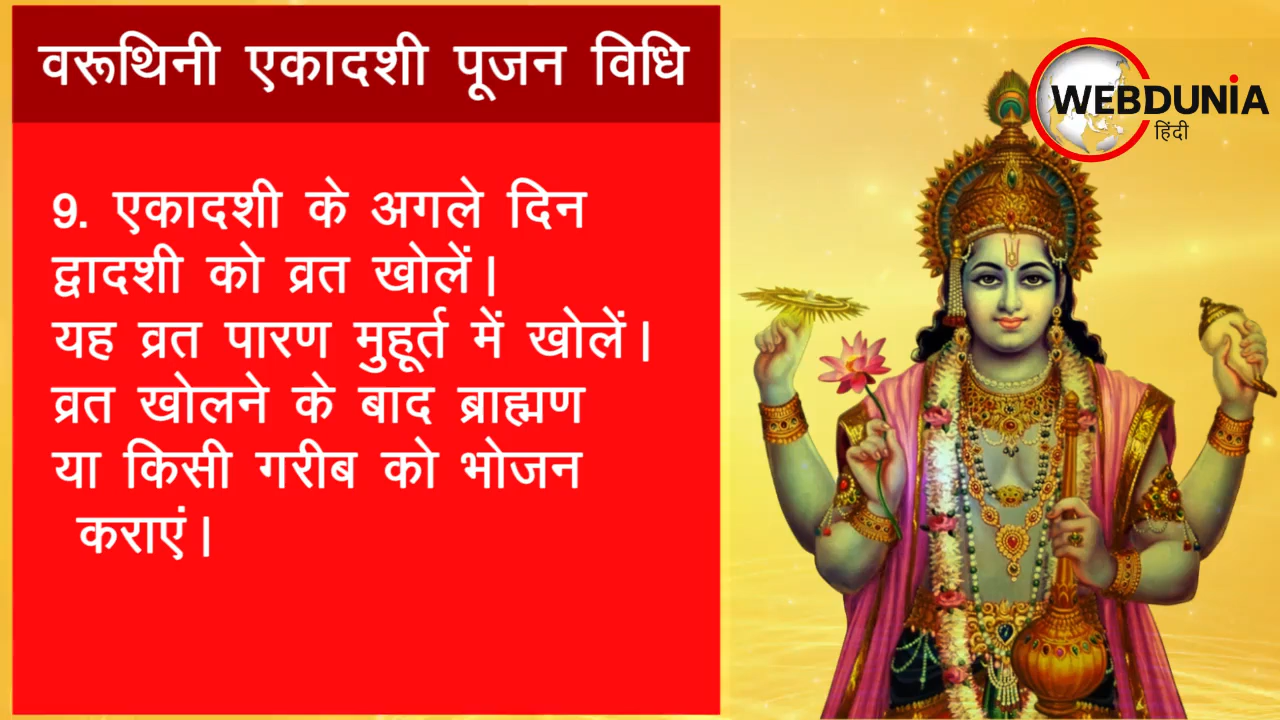 वरूथिनी एकादशी पूजन विधि
WEBDUNIA
हिंदी
9. एकादशी के अगले दिन
द्वादशी को व्रत खोलें।
यह व्रत पारण मुहूर्त में खोलें।
व्रत खोलने के बाद ब्राह्मण
या किसी गरीब को भोजन
कराएं।